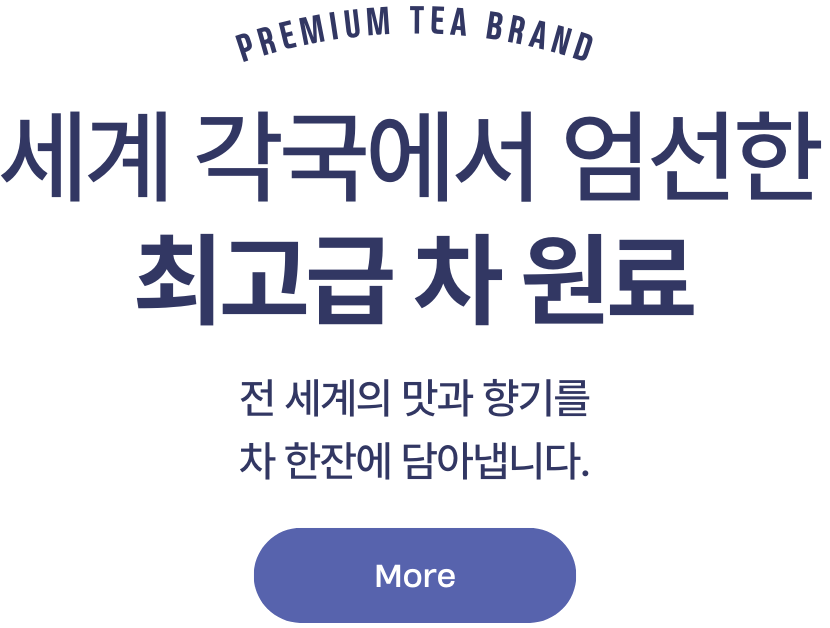 PREMIUM TEA BRAND
세계 각국에서 엄선한
최고급 차 원료
전 세계의 맛과 향기를
차 한잔에 담아냅니다.
More